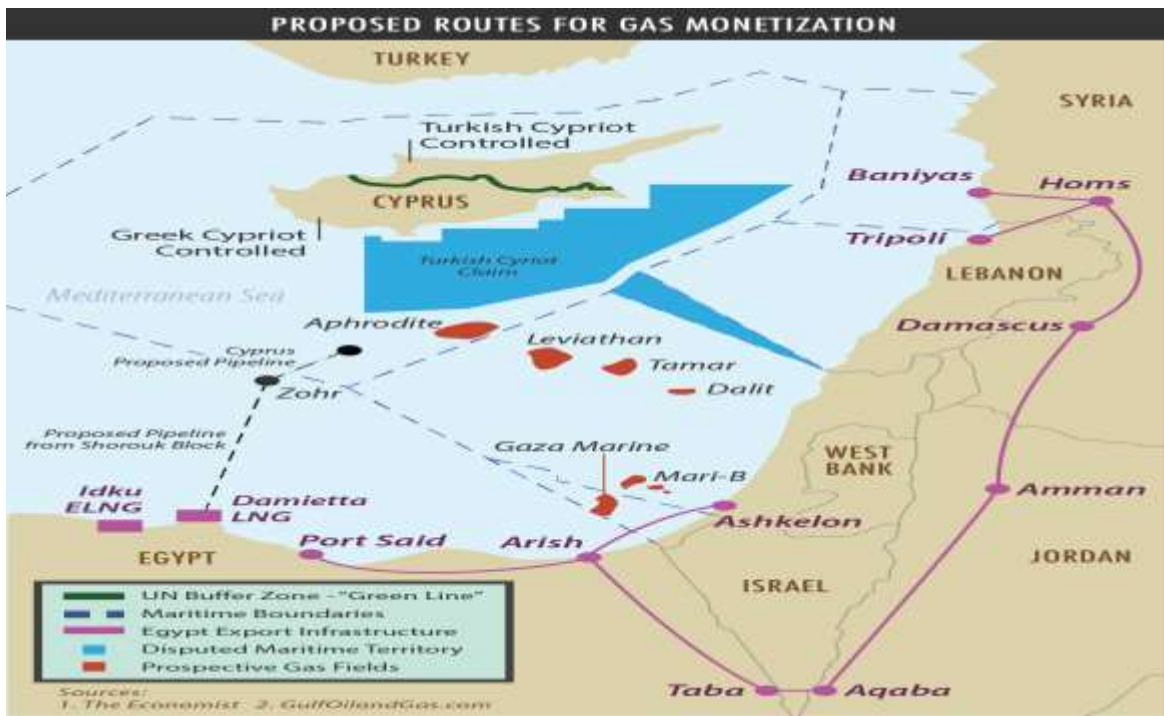 PROPOSED ROUTES FOR GAS MONETIZATION
TURKEY
SYRIA
Turkish Cypriot
Controlled
CYPRUS
Greek Cypriot
Controlled
Turkish Cyriot
Claim
Mediterranean Sea
Baniyas
Homs
Tripoli
LEBANON
Damascus
Aphrodite
Leviathan
Tamar
Dalit
Cyprus
Proposed Pipeline
Zohr
Proposed Pipeline
from Shorouk Block
Gaza Marine
Mari-B
WEST
BANK
Amman
Idku
ELNG
Damietta
LNG
Ashkelon
Port Said
Arish
EGYPT
ISRAEL
JORDAN
UN Buffer Zone -"Green Line"
Maritime Boundaries
Egypt Export Infrastructure
Disputed Maritime Territory
Prospective Gas Fields
Taba
Aqaba
Sources:
1. The Economist 2. GulfOilandGas.com